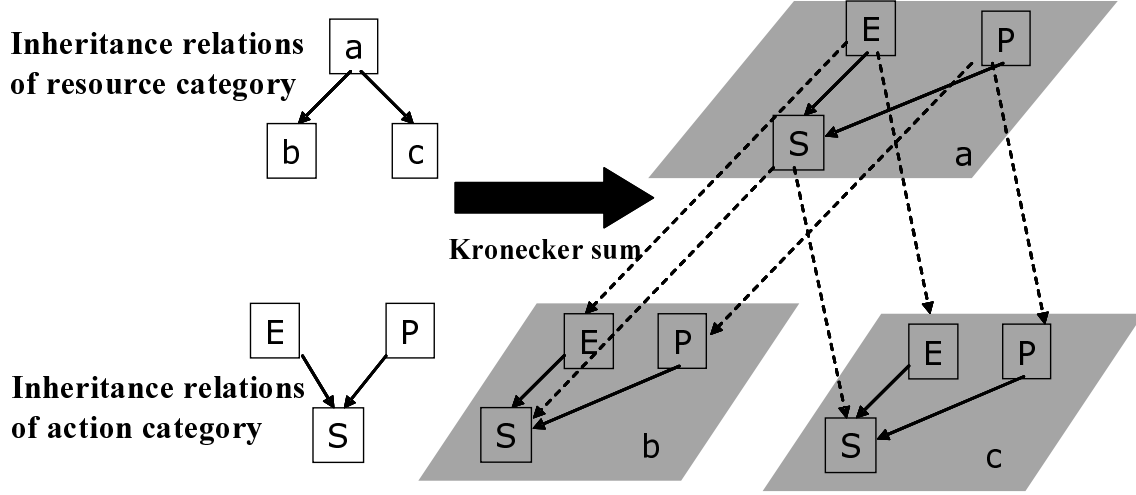 Inheritance relations
of resource category
a
b
c
Kronecker sum
Inheritance relations
of action category
E
P
S
E
P
S
a
E
P
S
b
E
P
S
c